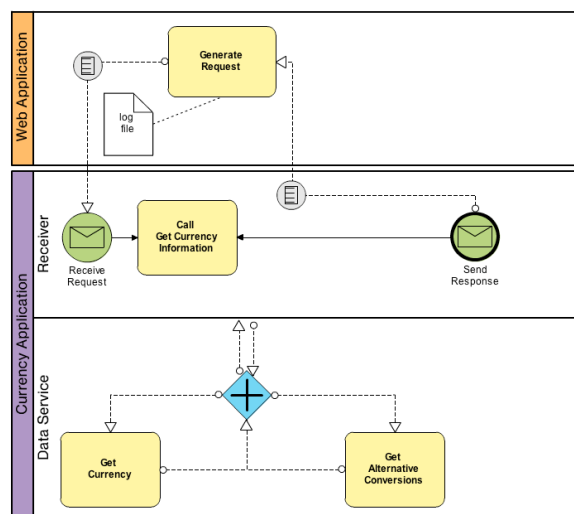 Web Application
Generate
Request
log
file
Currency Application
Receiver
Receive
Request
Call
Get Currency
Information
Send
Response
Data Service
Get
Currency
Get
Alternative
Conversions